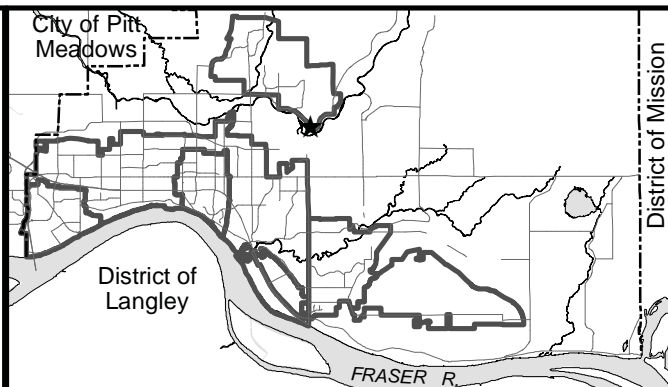 City of Pitt
Meadows
District of Mission
District of
Langley
FRASER R.